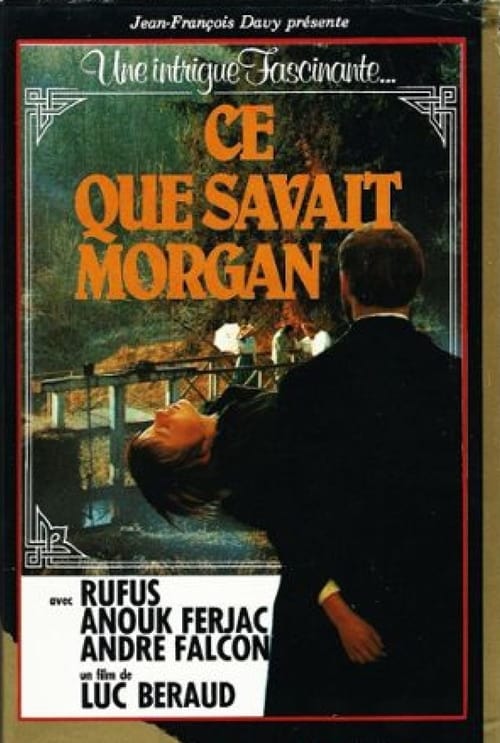 Jean-François Davy présente
Une intrigue Fascinante...
CE
QUE SAVAIT
MORGAN
avec RUFUS
ANOUK FERJAC
ANDRE FALCON
un film de
LUC BERAUD